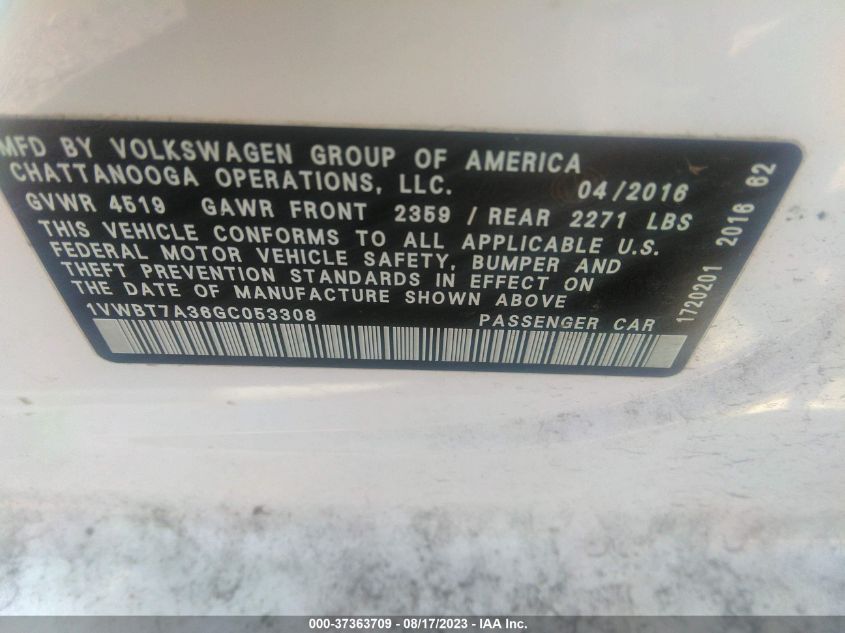 MFD BY VOLKSWAGEN GROUP OF AMERICA
CHATTANOOGA OPERATIONS, LLC. 04/2016
GVWR 4519 GAWR FRONT 2359 / REAR 2271 LBS
THIS VEHICLE CONFORMS TO ALL APPLICABLE U.S.
FEDERAL MOTOR VEHICLE SAFETY, BUMPER AND
THEFT PREVENTION STANDARDS IN EFFECT ON
THE DATE OF MANUFACTURE SHOWN ABOVE
1VWBT7A36GC053308 PASSENGER CAR
1720201 2016 62
000-37363709 - 08/17/2023 - IAA Inc.